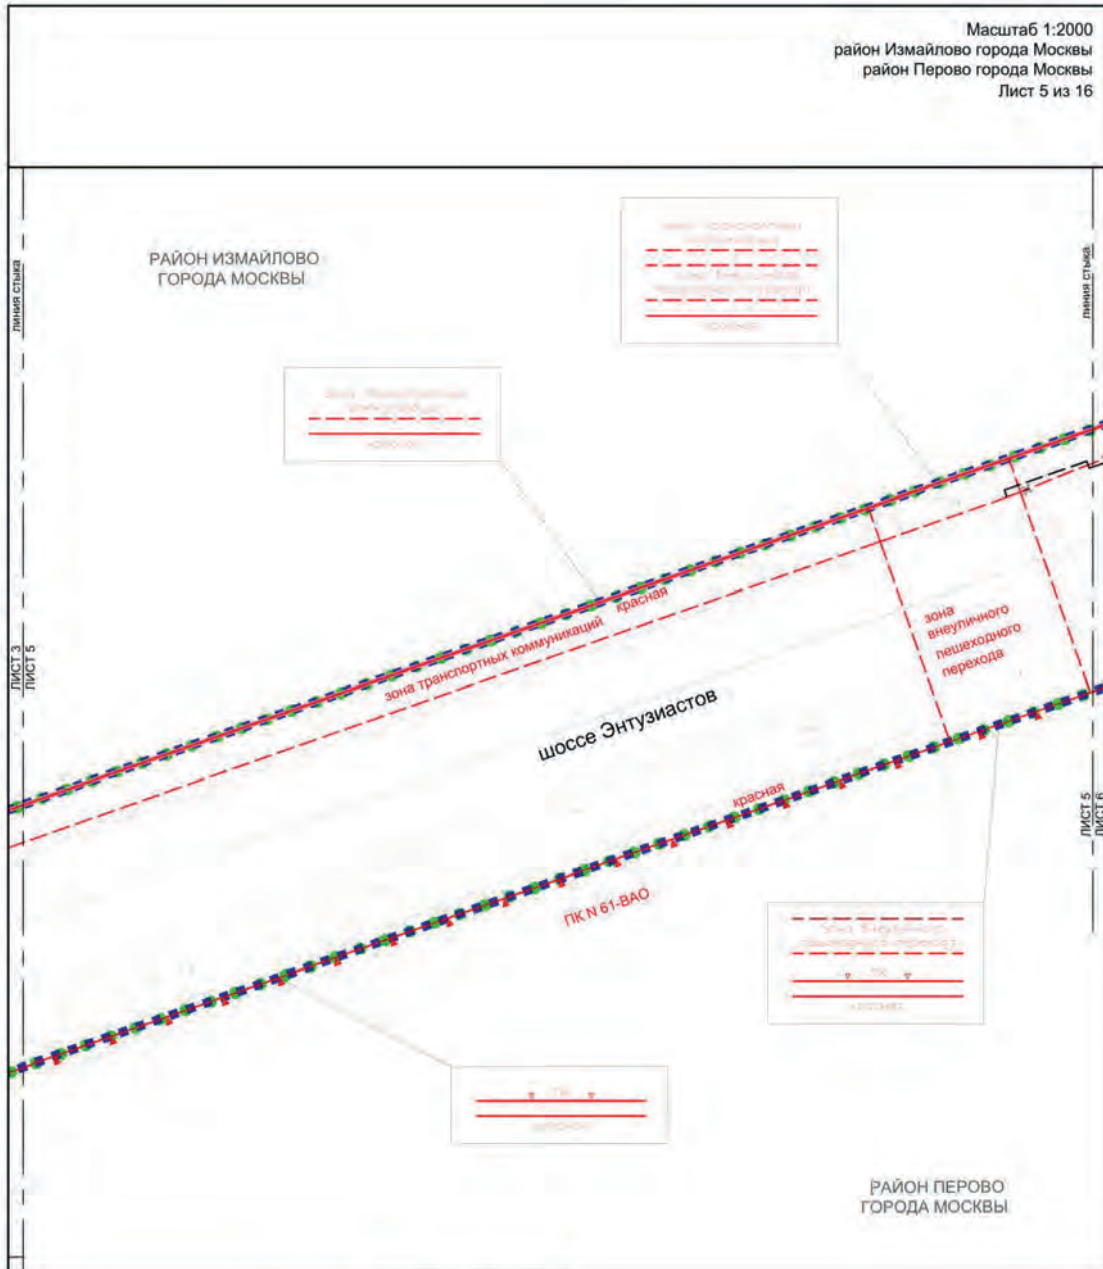 Масштаб 1:2000
район Измайлово города Москвы
район Перово города Москвы
Лист 5 из 16
линия стыка
РАЙОН ИЗМАЙЛОВО
ГОРОДА МОСКВЫ
линия стыка
красная
зона транспортных коммуникаций
зона
внеуличного
пешеходного
перехода
ЛИСТ 3
ЛИСТ 5
шоссе Энтузиастов
красная
ЛИСТ 5
ЛИСТ 6
ПК N 61-ВАО
РАЙОН ПЕРОВО
ГОРОДА МОСКВЫ